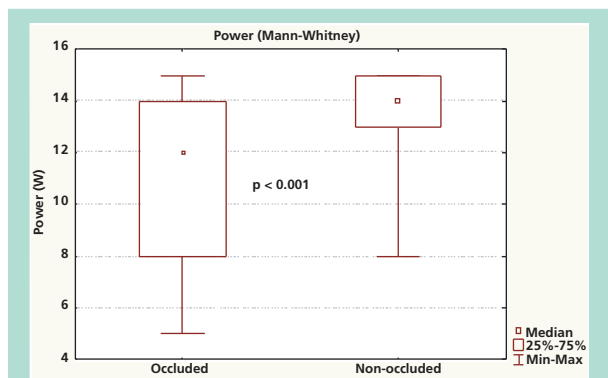 Power (Mann-Whitney)
16
14
12
10
8
6
4
Power (W)
p < 0.001
Occluded
Non-occluded
Median
25%-75%
Min-Max